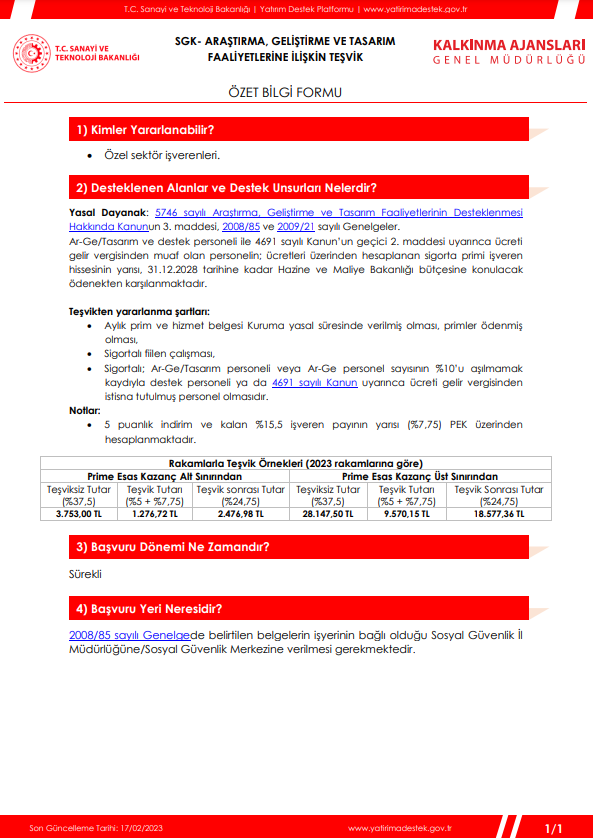 T.C. Sanayi ve Teknoloji Bakanlığı | Yatırım Destek Platformu | www.yatirimadestek.gov.tr
T.C. SANAYİ VE
TEKNOLOJİ BAKANLIĞI
SGK- ARAŞTIRMA, GELİŞTİRME VE TASARIM
FAALİYETLERİNE İLİŞKİN TEŞVİK
KALKINMA AJANSLARI
GENEL MÜDÜRLÜĞÜ
ÖZET BİLGİ FORMU
1) Kimler Yararlanabilir?
• Özel sektör işverenleri.
2) Desteklenen Alanlar ve Destek Unsurları Nelerdir?
Yasal Dayanak: 5746 sayılı Araştırma, Geliştirme ve Tasarım Faaliyetlerinin Desteklenmesi
Hakkında Kanunun 3. maddesi, 2008/85 ve 2009/21 sayılı Genelgeler.
Ar-Ge/Tasarım ve destek personeli ile 4691 sayılı Kanun’un geçici 2. maddesi uyarınca ücreti
gelir vergisinden muaf olan personelin; ücretleri üzerinden hesaplanan sigorta primi işveren
hissesinin yarısı, 31.12.2028 tarihine kadar Hazine ve Maliye Bakanlığı bütçesine konulacak
ödenekten karşılanmaktadır.
Teşvikten yararlanma şartları:
• Aylık prim ve hizmet belgesi Kuruma yasal süresinde verilmiş olması, primler ödenmiş
olması,
• Sigortalı fiilen çalışması,
• Sigortalı; Ar-Ge/Tasarım personeli veya Ar-Ge personel sayısının %10’u aşılmamak
kaydıyla destek personeli ya da 4691 sayılı Kanun uyarınca ücreti gelir vergisinden
istisna tutulmuş personel olmasıdır.
Notlar:
• 5 puanlık indirim ve kalan %15,5 işveren payının yarısı (%7,75) PEK üzerinden
hesaplanmaktadır.
Rakamlarla Teşvik Örnekleri (2023 rakamlarına göre)
Prime Esas Kazanç Alt Sınırından Prime Esas Kazanç Üst Sınırından
Teşviksiz Tutar Teşvik Tutarı Teşvik sonrası Tutar Teşviksiz Tutar Teşvik Tutarı Teşvik Sonrası Tutar
(%37,5) (%5 + %7,75) (%24,75) (%37,5) (%5 + %7,75) (%24,75)
3.753,00 TL 1.276,72 TL 2.476,98 TL 28.147,50 TL 9.570,15 TL 18.577,36 TL
3) Başvuru Dönemi Ne Zamandır?
Sürekli
4) Başvuru Yeri Neresidir?
2008/85 sayılı Genelgede belirtilen belgelerin işyerinin bağlı olduğu Sosyal Güvenlik İl
Müdürlüğüne/Sosyal Güvenlik Merkezine verilmesi gerekmektedir.
Son Güncelleme Tarihi: 17/02/2023 www.yatirimadestek.gov.tr 1/1